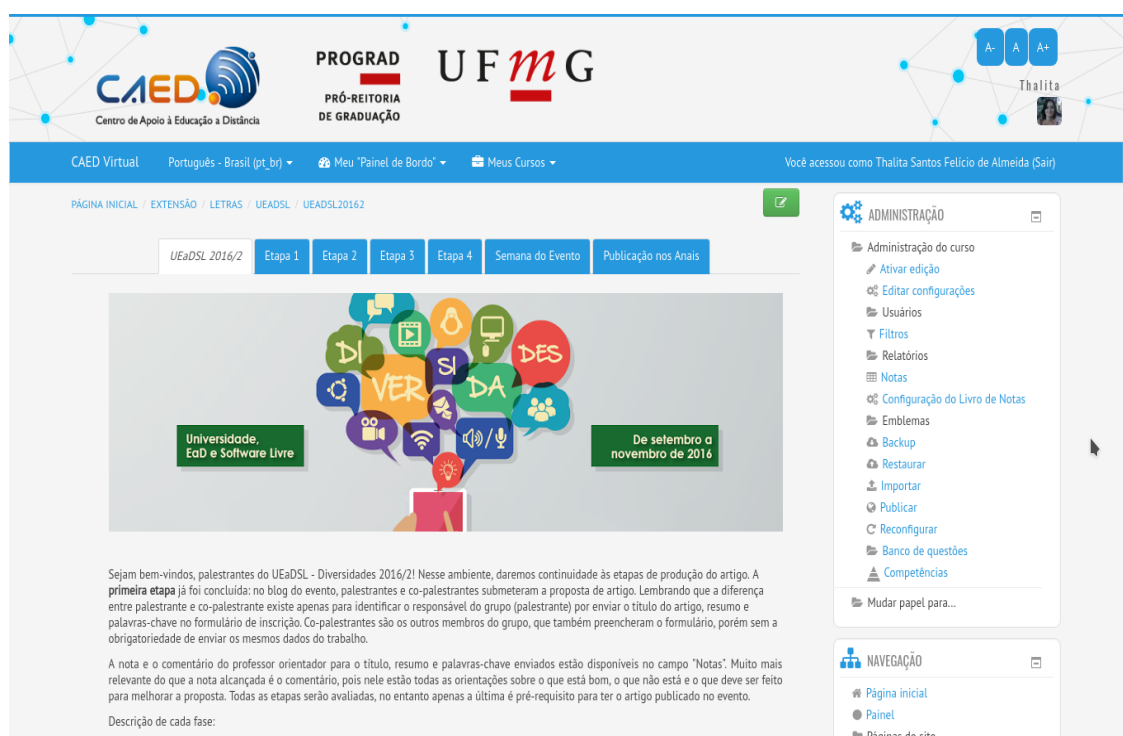 CAED
Centro de Apoio à Educação a Distância
PROGRAD
PRÓ-REITORIA
DE GRADUAÇÃO
UFmG
A- A A+
Thalita
CAED Virtual Português - Brasil (pt_br) Meu "Painel de Bordo" Meus Cursos Você acessou como Thalita Santos Felício de Almeida (Sair)
PÁGINA INICIAL / EXTENSÃO / LETRAS / UEADSL / UEADSL20162
UEaDSL 2016/2 Etapa 1 Etapa 2 Etapa 3 Etapa 4 Semana do Evento Publicação nos Anais
DI
VER
SI
DA
DES
Universidade,
EaD e Software Livre
De setembro a
novembro de 2016
Sejam bem-vindos, palestrantes do UEaDSL - Diversidades 2016/2! Nesse ambiente, daremos continuidade às etapas de produção do artigo. A
primeira etapa já foi concluída: no blog do evento, palestrantes e co-palestrantes submeteram a proposta de artigo. Lembrando que a diferença
entre palestrante e co-palestrante existe apenas para identificar o responsável do grupo (palestrante) por enviar o título do artigo, resumo e
palavras-chave no formulário de inscrição. Co-palestrantes são os outros membros do grupo, que também preencheram o formulário, porém sem a
obrigatoriedade de enviar os mesmos dados do trabalho.
A nota e o comentário do professor orientador para o título, resumo e palavras-chave enviados estão disponíveis no campo "Notas". Muito mais
relevante do que a nota alcançada é o comentário, pois nele estão todas as orientações sobre o que está bom, o que não está e o que deve ser feito
para melhorar a proposta. Todas as etapas serão avaliadas, no entanto apenas a última é pré-requisito para ter o artigo publicado no evento.
Descrição de cada fase:
ADMINISTRAÇÃO
Administração do curso
Ativar edição
Editar configurações
Usuários
Filtros
Relatórios
Notas
Configuração do Livro de Notas
Emblemas
Backup
Restaurar
Importar
Publicar
Reconfigurar
Banco de questões
Competências
Mudar papel para...
NAVEGAÇÃO
Página inicial
Painel
Páginas do site